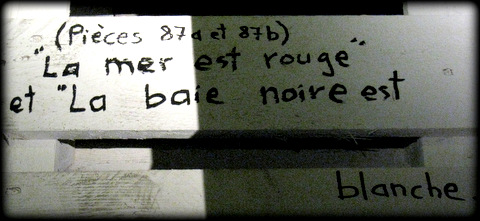 (Pièces 87a et 87b)
"La mer est rouge"
et "La baie noire est
blanche.